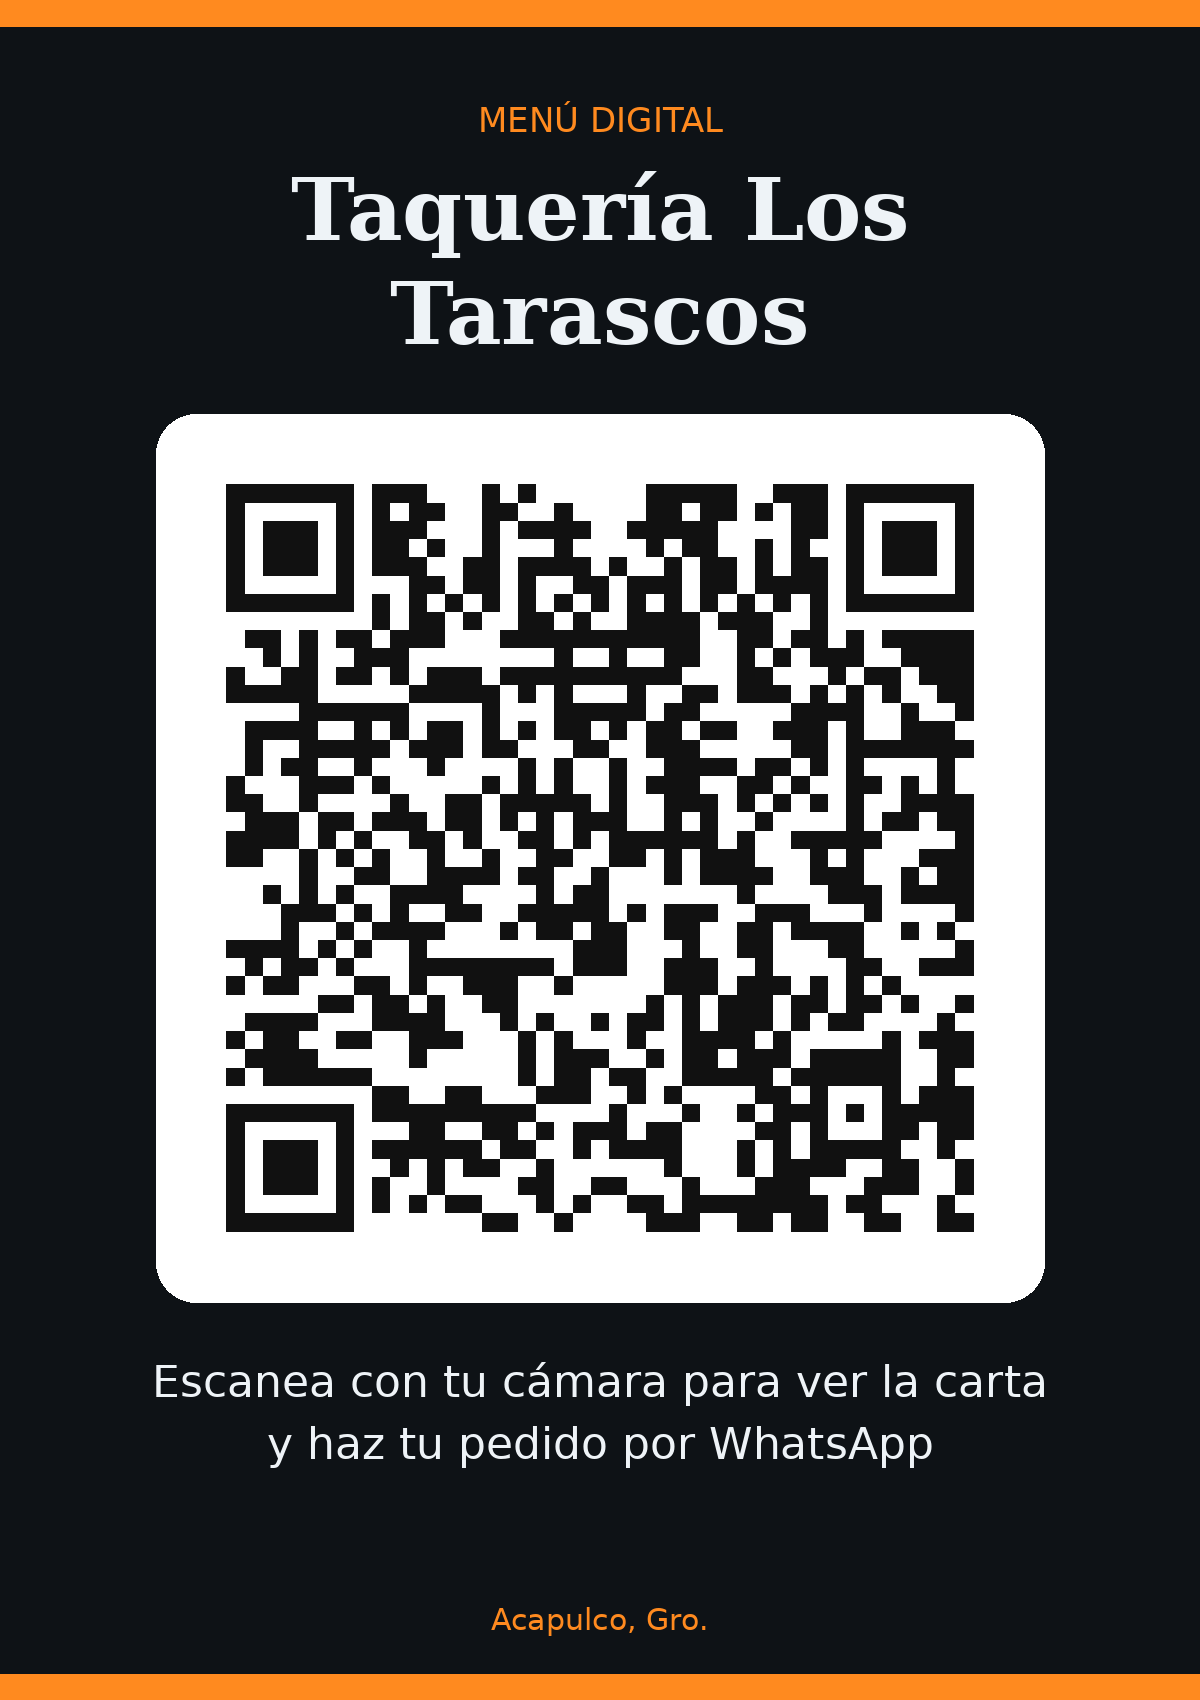 MENÚ DIGITAL
Taquería Los
Tarascos
Escanea con tu cámara para ver la carta
y haz tu pedido por WhatsApp
Acapulco, Gro.